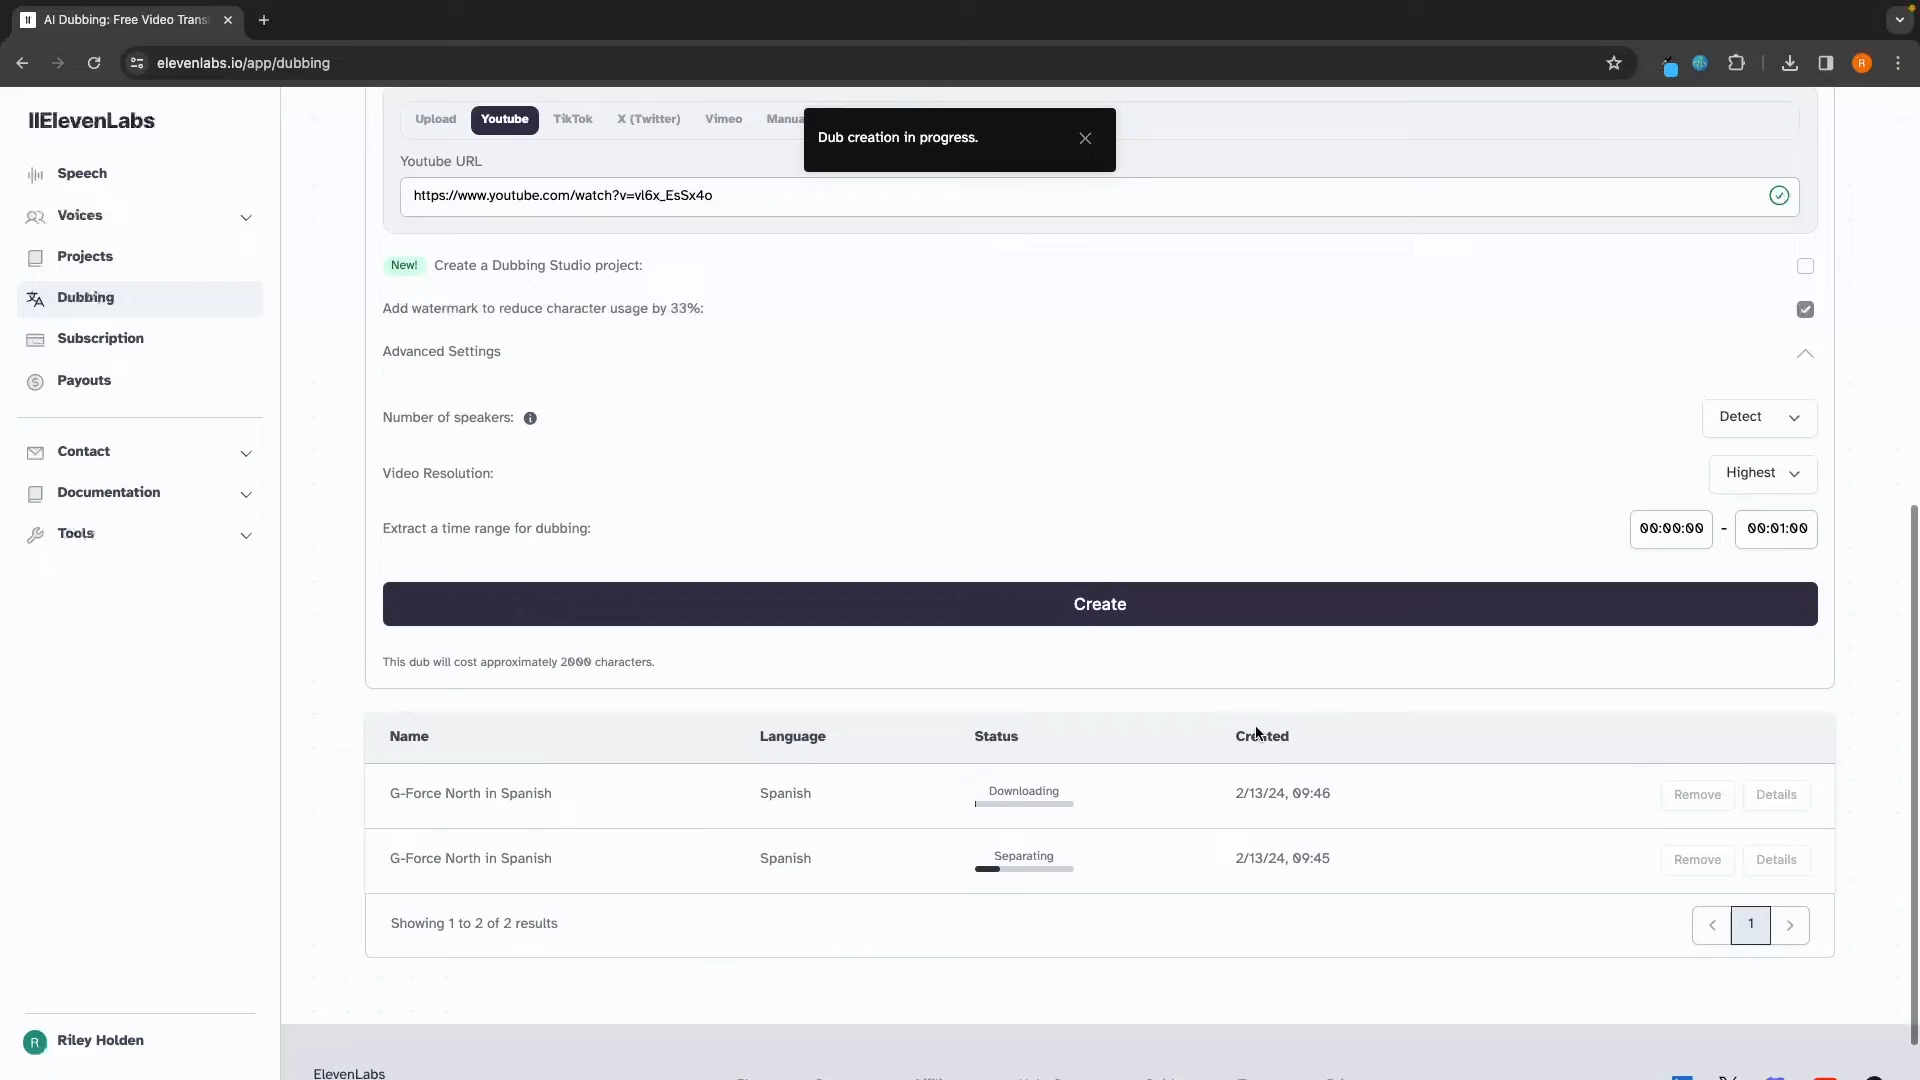 AI Dubbing: Free Video Trans
elevenlabs.io/app/dubbing
IIElevenLabs
Speech
Voices
Projects
Dubbing
Subscription
Payouts
Contact
Documentation
Tools
R Riley Holden
Upload Youtube TikTok X (Twitter) Vimeo Manua
Dub creation in progress.
Youtube URL
https://www.youtube.com/watch?v=vl6x_EsSx4o
New! Create a Dubbing Studio project:
Add watermark to reduce character usage by 33%:
Advanced Settings
Number of speakers: Detect
Video Resolution: Highest
Extract a time range for dubbing: 00:00:00 - 00:01:00
Create
This dub will cost approximately 2000 characters.
Name Language Status Created
G-Force North in Spanish Spanish Downloading 2/13/24, 09:46 Remove Details
G-Force North in Spanish Spanish Separating 2/13/24, 09:45 Remove Details
Showing 1 to 2 of 2 results 1
ElevenLabs